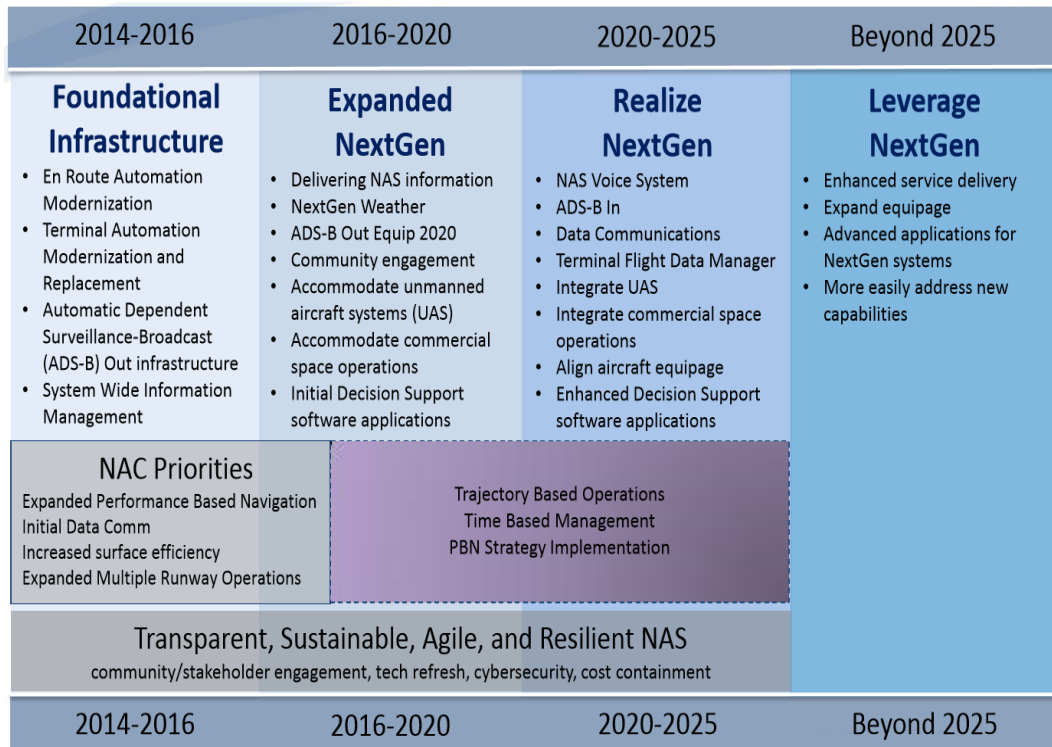 2014-2016
2016-2020
2020-2025
Beyond 2025
Foundational
Infrastructure
• En Route Automation
Modernization
• Terminal Automation
Modernization and
Replacement
• Automatic Dependent
Surveillance-Broadcast
(ADS-B) Out infrastructure
• System Wide Information
Management
Expanded
NextGen
• Delivering NAS information
• NextGen Weather
• ADS-B Out Equip 2020
• Community engagement
• Accommodate unmanned
aircraft systems (UAS)
• Accommodate commercial
space operations
• Initial Decision Support
software applications
Realize
NextGen
• NAS Voice System
• ADS-B In
• Data Communications
• Terminal Flight Data Manager
• Integrate UAS
• Integrate commercial space
operations
• Align aircraft equipage
• Enhanced Decision Support
software applications
Leverage
NextGen
• Enhanced service delivery
• Expand equipage
• Advanced applications for
NextGen systems
• More easily address new
capabilities
NAC Priorities
Expanded Performance Based Navigation
Initial Data Comm
Increased surface efficiency
Expanded Multiple Runway Operations
Trajectory Based Operations
Time Based Management
PBN Strategy Implementation
Transparent, Sustainable, Agile, and Resilient NAS
community/stakeholder engagement, tech refresh, cybersecurity, cost containment
2014-2016
2016-2020
2020-2025
Beyond 2025